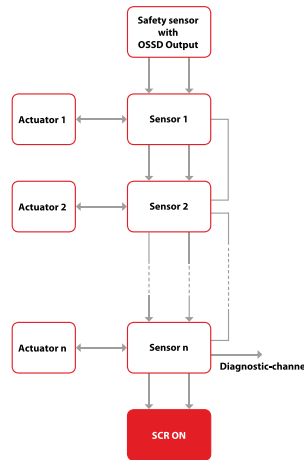 Safety sensor
with
OSSD Output
Actuator 1
Sensor 1
Actuator 2
Sensor 2
Actuator n
Sensor n
Diagnostic-channe
SCR ON